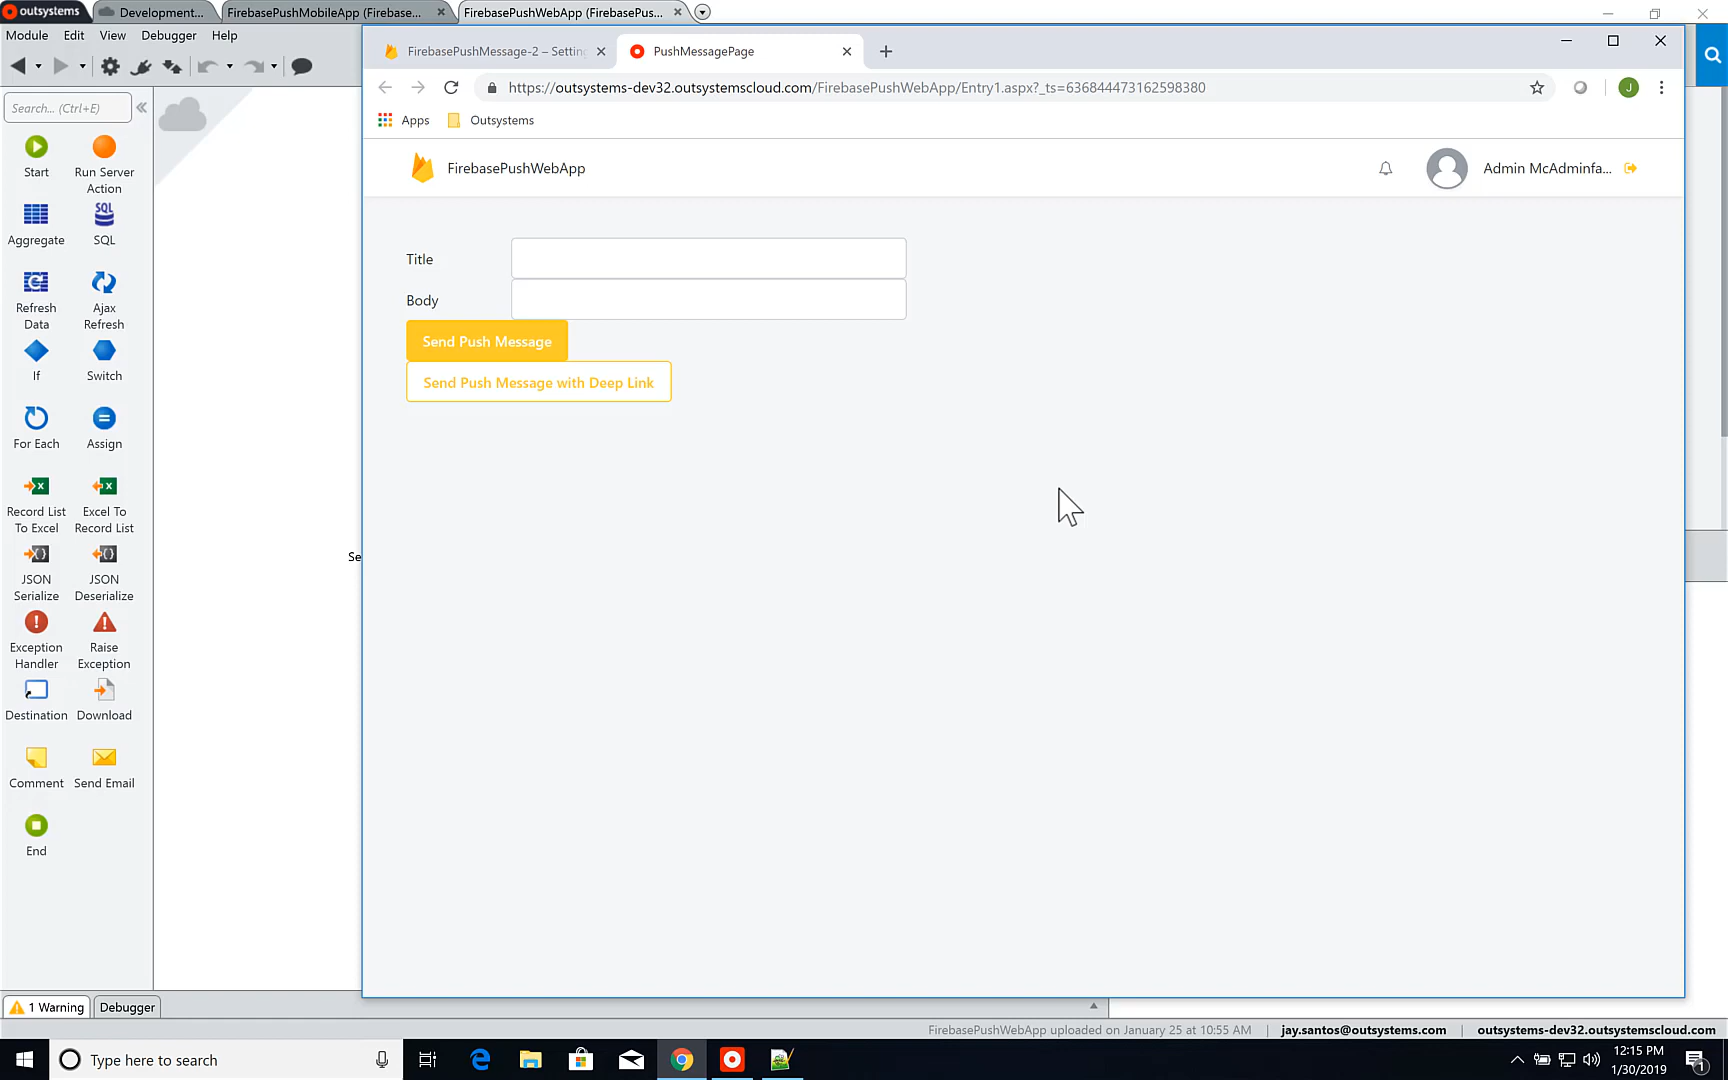 outsystems
Development...
FirebasePushMobileApp (Firebase...
FirebasePushWebApp (FirebasePus...
Module Edit View Debugger Help
FirebasePushMessage-2 – Settin
PushMessagePage
https://outsystems-dev32.outsystemscloud.com/FirebasePushWebApp/Entry1.aspx?_ts=636844473162598380
J
Apps
Outsystems
Search... (Ctrl+E)
FirebasePushWebApp
Admin McAdminfa...
Start
Run Server
Action
SQL
Aggregate
SQL
Refresh
Data
Ajax
Refresh
If
Switch
For Each
Assign
Record List
To Excel
Excel To
Record List
JSON
Serialize
JSON
Deserialize
Exception
Handler
Raise
Exception
Destination
Download
Comment
Send Email
End
Title
Body
Send Push Message
Send Push Message with Deep Link
Se
1 Warning
Debugger
FirebasePushWebApp uploaded on January 25 at 10:55 AM
jay.santos@outsystems.com
outsystems-dev32.outsystemscloud.com
Type here to search
12:15 PM
1/30/2019
1